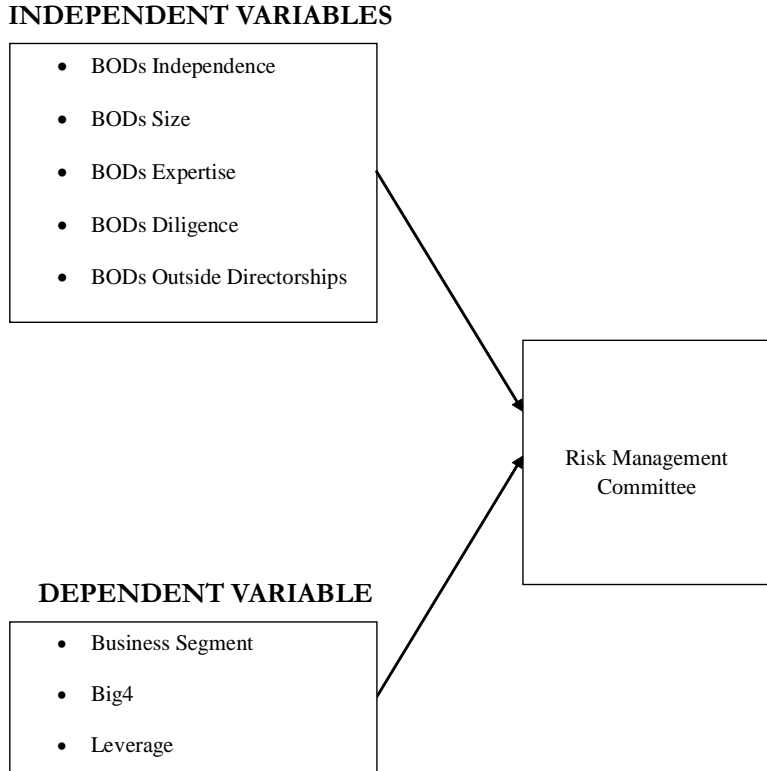 INDEPENDENT VARIABLES
• BODs Independence
• BODs Size
• BODs Expertise
• BODs Diligence
• BODs Outside Directorships
Risk Management
Committee
DEPENDENT VARIABLE
• Business Segment
• Big4
• Leverage